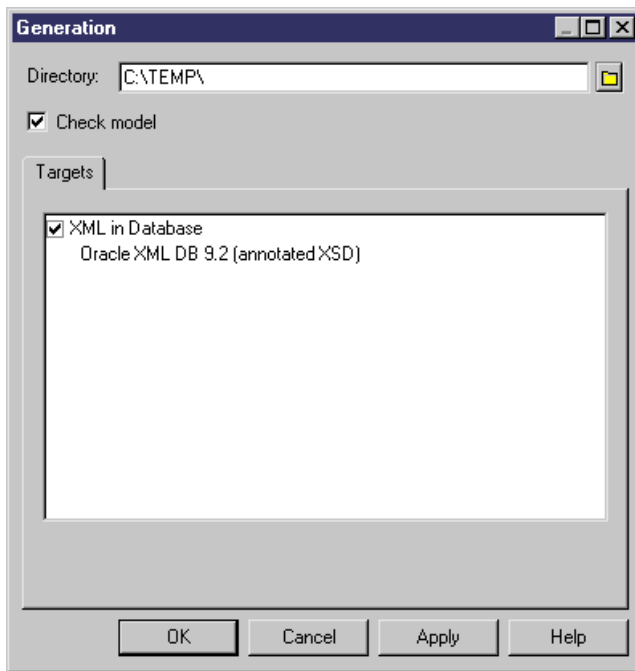 Generation
Directory: C:\TEMP\
Check model
Targets
XML in Database
Oracle XML DB 9.2 (annotated XSD)
OK Cancel Apply Help